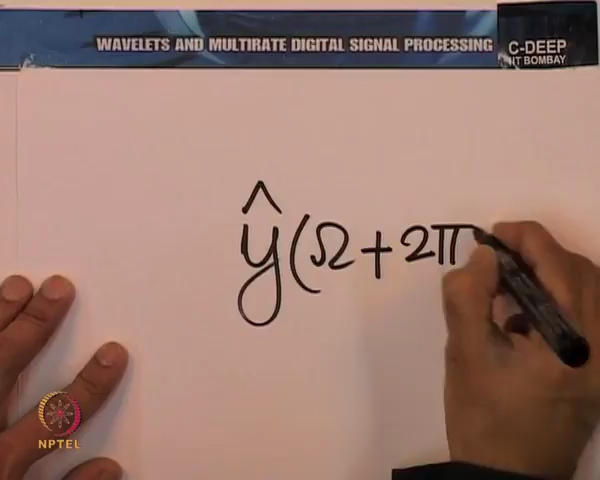 WAVELETS AND MULTIRATE DIGITAL SIGNAL PROCESSING
C-DEEP
IIT BOMBAY
ŷ(Ω+2π
NPTEL